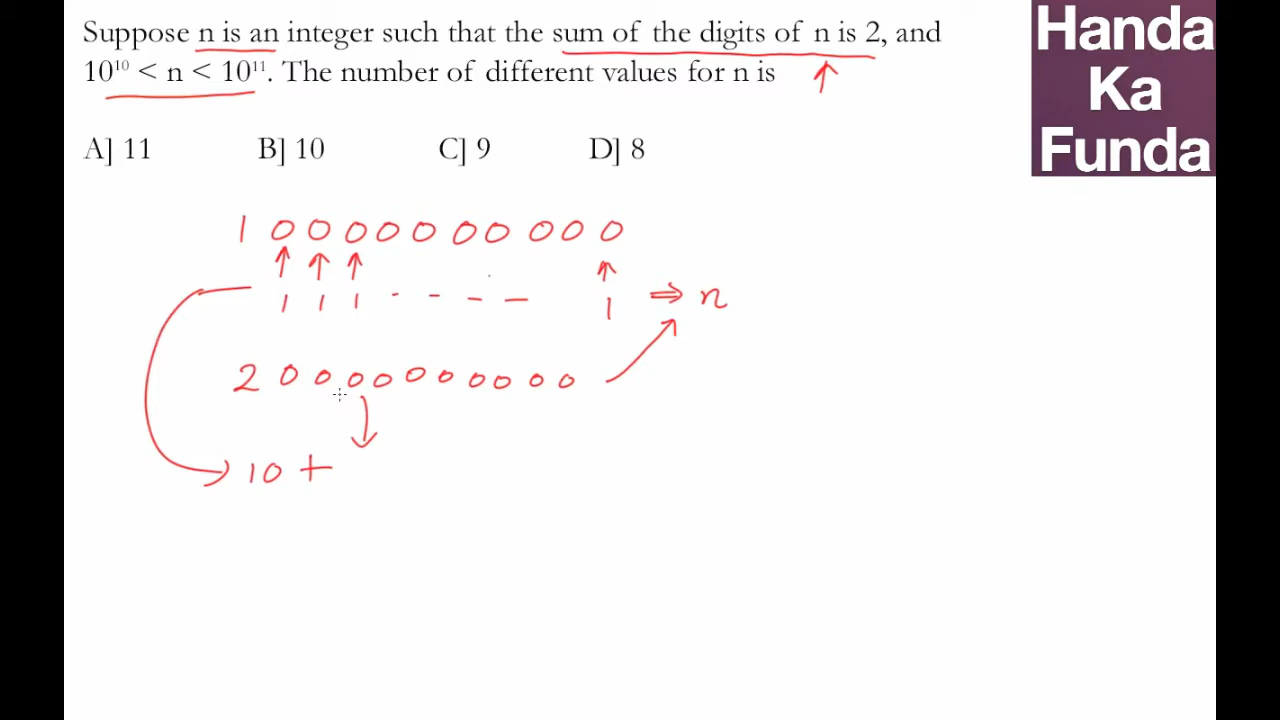 Suppose n is an integer such that the sum of the digits of n is 2, and
10¹⁰ < n < 10¹¹. The number of different values for n is
A] 11 B] 10 C] 9 D] 8
Handa
Ka
Funda
1 0 0 0 0 0 0 0 0 0 0
1 1 1 - - - - 1 ⇒ n
2 0 0 0 0 0 0 0 0 0 0
10 +